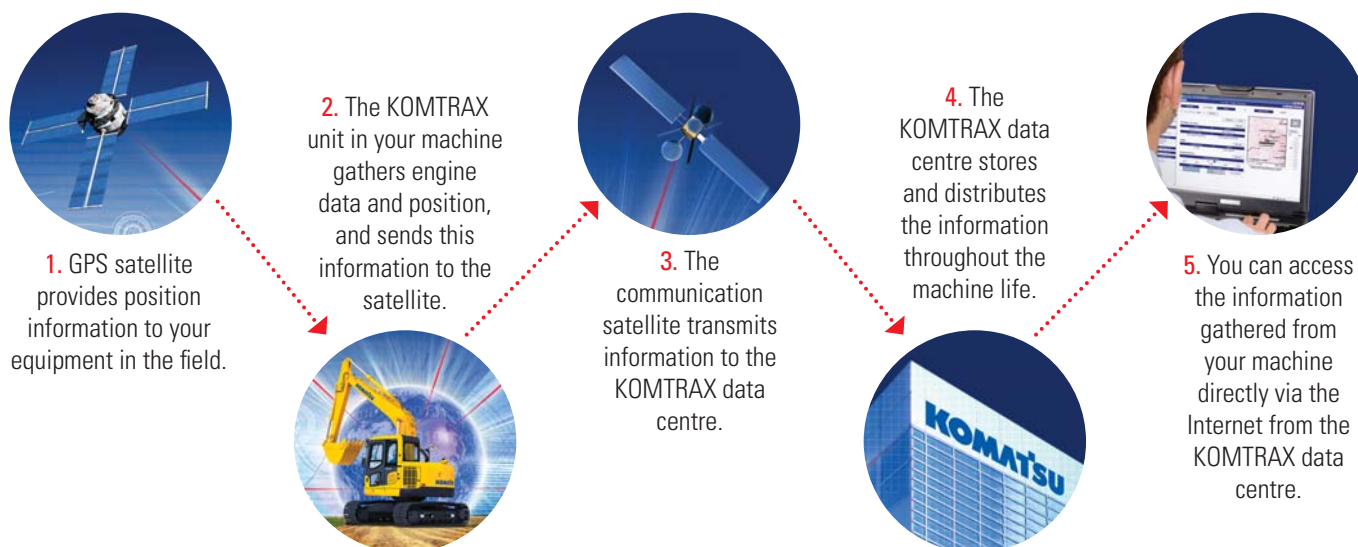 1. GPS satellite
provides position
information to your
equipment in the field.
2. The KOMTRAX
unit in your machine
gathers engine
data and position,
and sends this
information to the
satellite.
3. The
communication
satellite transmits
information to the
KOMTRAX data
centre.
4. The
KOMTRAX data
centre stores
and distributes
the information
throughout the
machine life.
KOMATSU
5. You can access
the information
gathered from
your machine
directly via the
Internet from the
KOMTRAX data
centre.